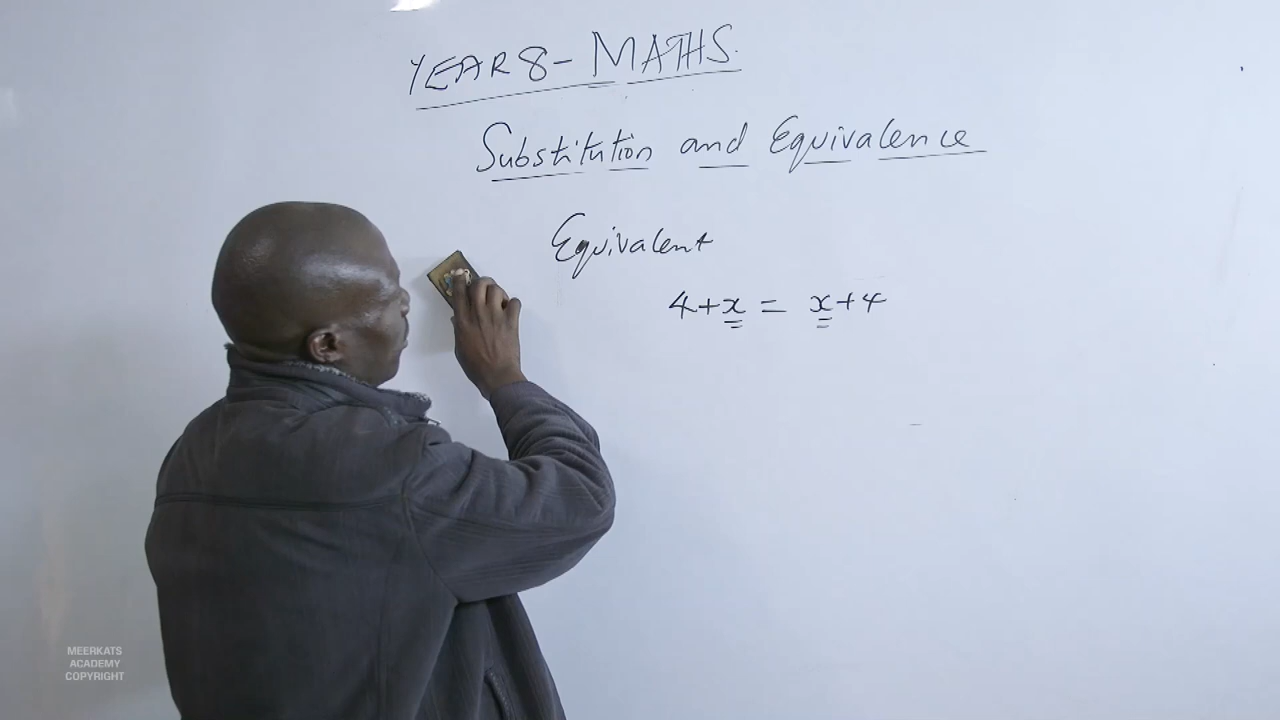 YEAR 8 - MATHS.
Substitution and Equivalence
Equivalent
4+x = x+4
MEERKATS
ACADEMY
COPYRIGHT